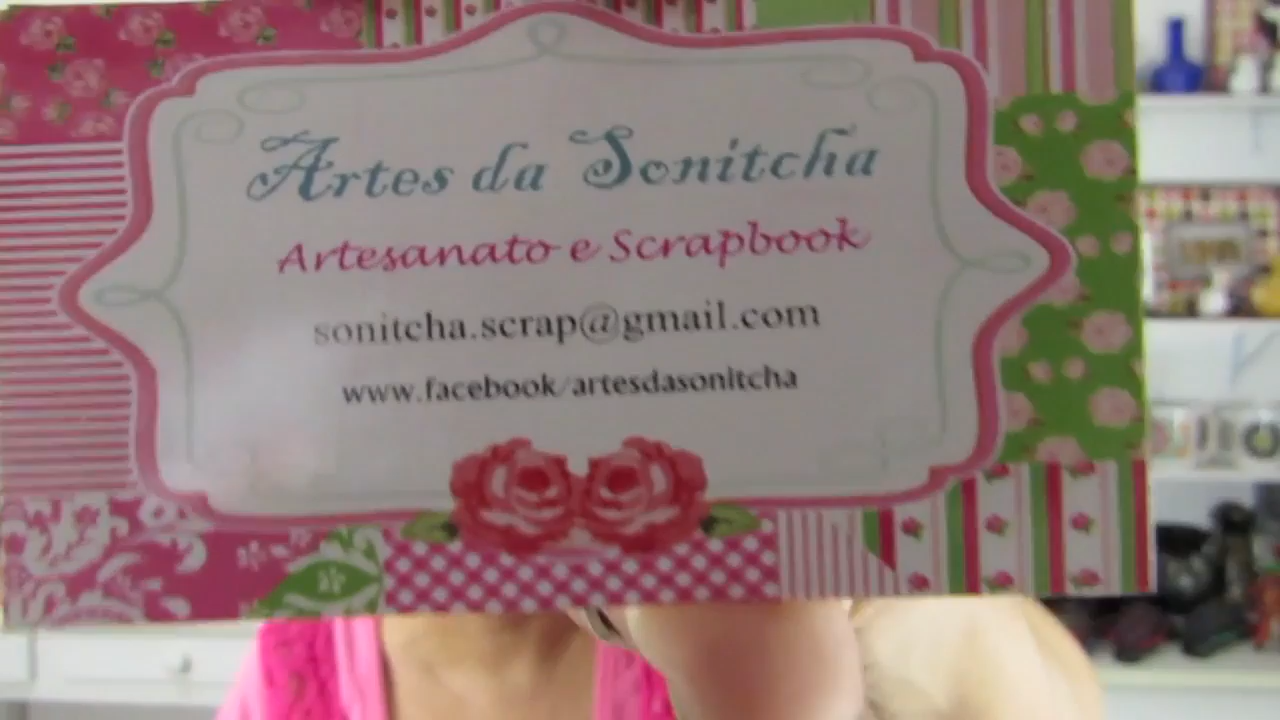 Artes da Sonitcha
Artesanato e Scrapbook
sonitcha.scrap@gmail.com
www.facebook/artesdasonitcha